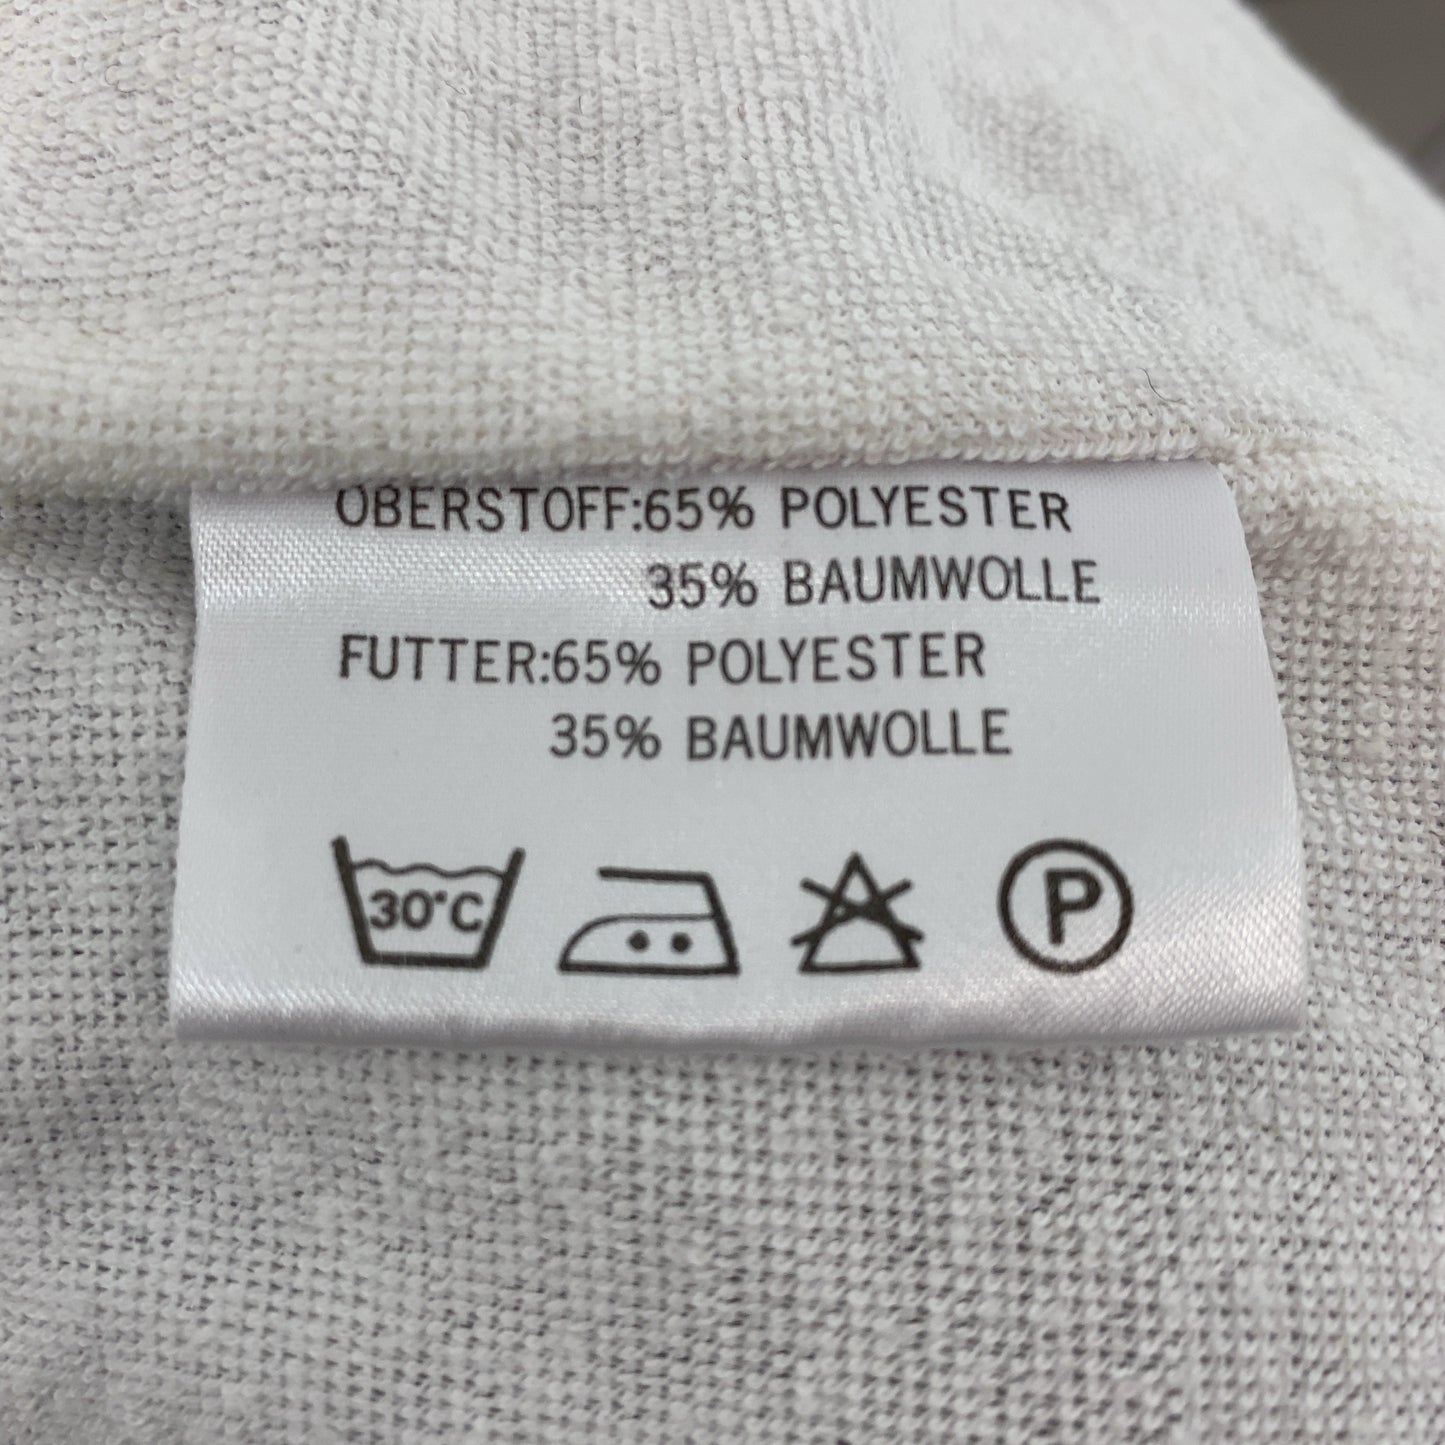 OBERSTOFF:65% POLYESTER
35% BAUMWOLLE
FUTTER:65% POLYESTER
35% BAUMWOLLE
30°C P